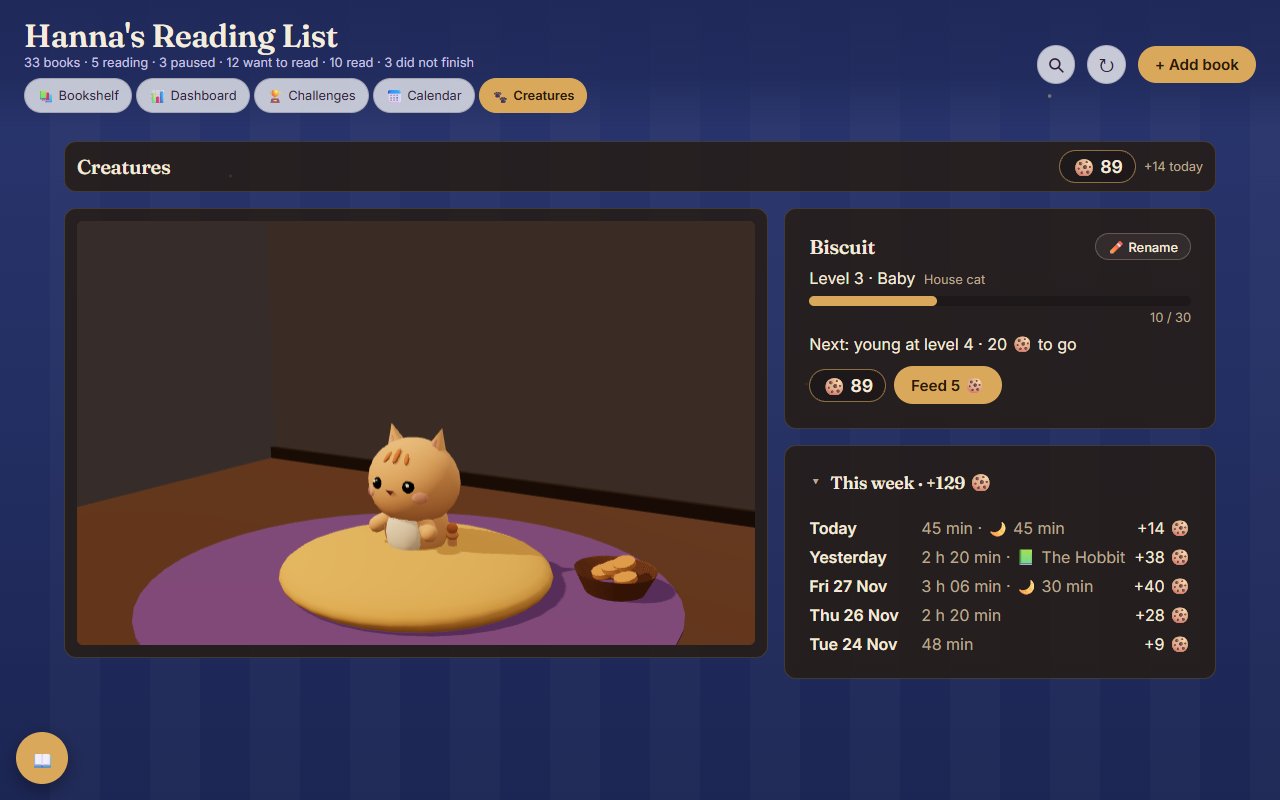 Hanna's Reading List
33 books · 5 reading · 3 paused · 12 want to read · 10 read · 3 did not finish
Bookshelf Dashboard Challenges Calendar Creatures
+ Add book
Creatures
89 +14 today
Biscuit
Rename
Level 3 · Baby House cat
10 / 30
Next: young at level 4 · 20 to go
89 Feed 5
This week · +129
Today 45 min · 45 min +14
Yesterday 2 h 20 min · The Hobbit +38
Fri 27 Nov 3 h 06 min · 30 min +40
Thu 26 Nov 2 h 20 min +28
Tue 24 Nov 48 min +9